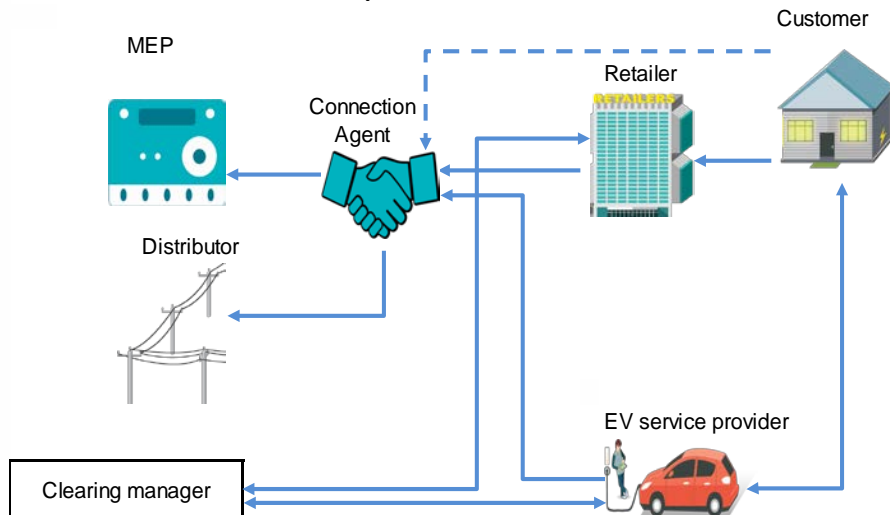 Customer
MEP
Retailer
RETAILERS
Connection
Agent
Distributor
EV service provider
Clearing manager